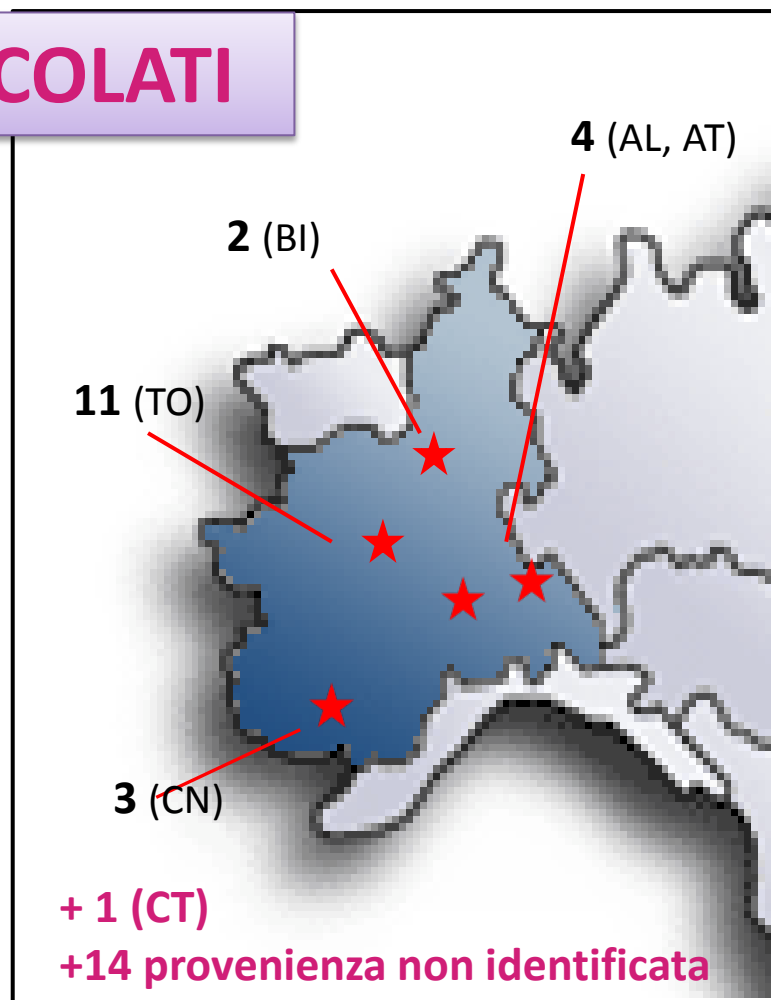 COLATI
4 (AL, AT)
2 (BI)
11 (TO)
3 (CN)
+ 1 (CT)
+14 provenienza non identificata